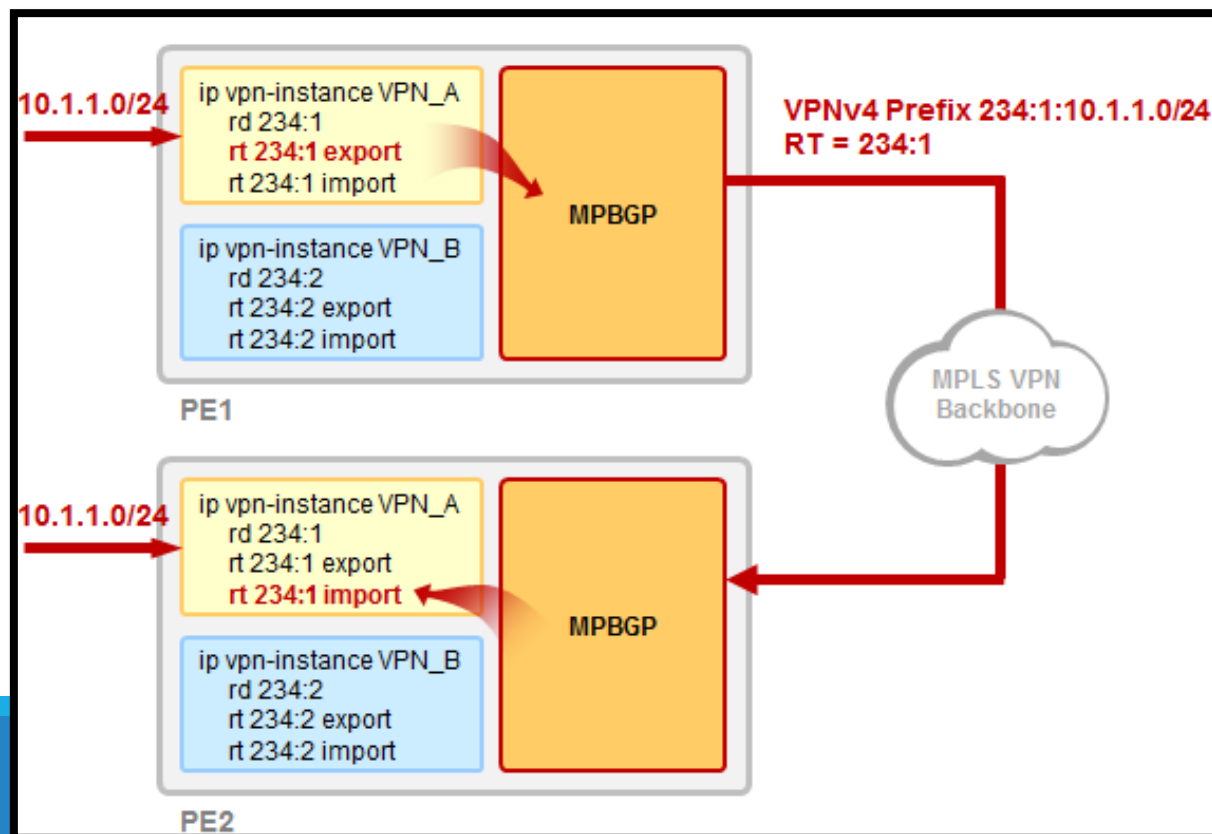 10.1.1.0/24
ip vpn-instance VPN_A
rd 234:1
rt 234:1 export
rt 234:1 import
ip vpn-instance VPN_B
rd 234:2
rt 234:2 export
rt 234:2 import
MPBGP
PE1
VPNv4 Prefix 234:1:10.1.1.0/24
RT = 234:1
MPLS VPN
Backbone
10.1.1.0/24
ip vpn-instance VPN_A
rd 234:1
rt 234:1 export
rt 234:1 import
ip vpn-instance VPN_B
rd 234:2
rt 234:2 export
rt 234:2 import
MPBGP
PE2